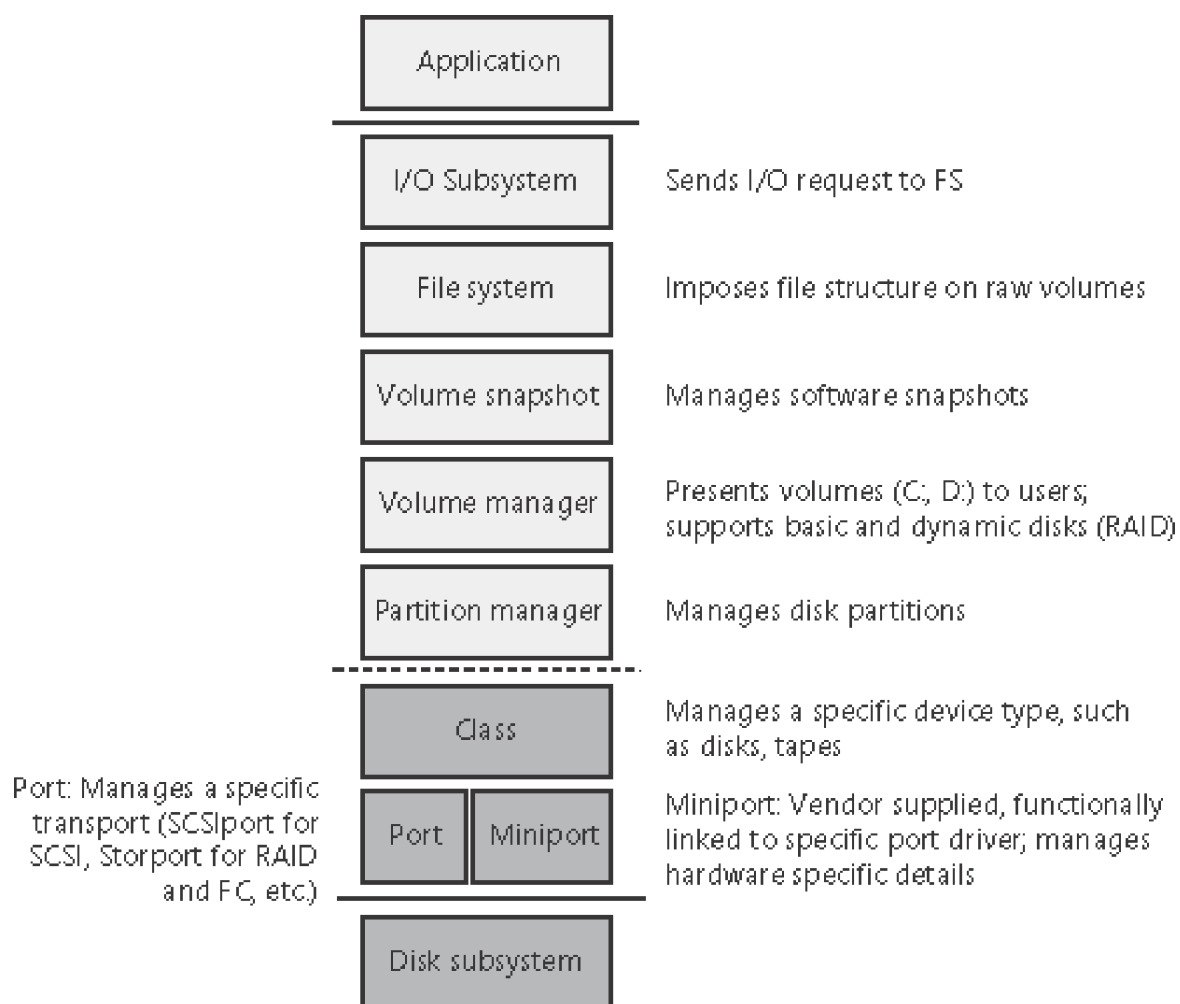 Application
I/O Subsystem
Sends I/O request to FS
File system
Imposes file structure on raw volumes
Volume snapshot
Manages software snapshots
Volume manager
Presents volumes (C:, D:) to users;
supports basic and dynamic disks (RAID)
Partition manager
Manages disk partitions
Class
Manages a specific device type, such
as disks, tapes
Port: Manages a specific
transport (SCSIport for
SCSI, Storport for RAID
and FC, etc.)
Port
Miniport
Miniport: Vendor supplied, functionally
linked to specific port driver; manages
hardware specific details
Disk subsystem